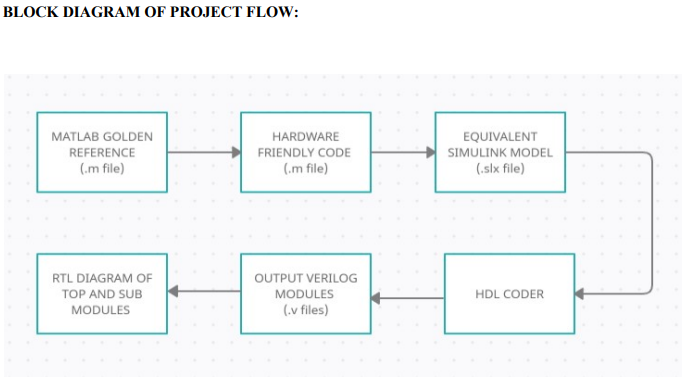 BLOCK DIAGRAM OF PROJECT FLOW:
MATLAB GOLDEN
REFERENCE
(.m file)
HARDWARE
FRIENDLY CODE
(.m file)
EQUIVALENT
SIMULINK MODEL
(.slx file)
HDL CODER
OUTPUT VERILOG
MODULES
(.v files)
RTL DIAGRAM OF
TOP AND SUB
MODULES